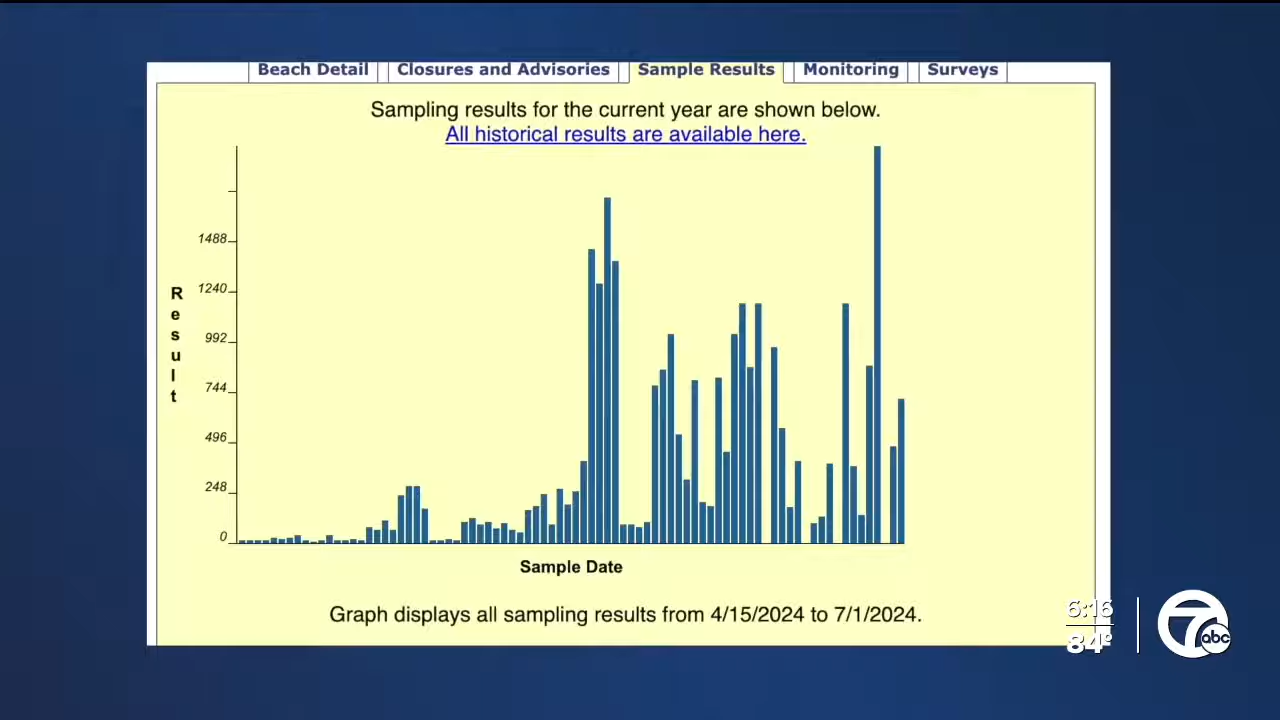 Beach Detail
Closures and Advisories
Sample Results
Monitoring
Surveys
Sampling results for the current year are shown below.
All historical results are available here.
1488
1240
992
744
496
248
0
Result
Sample Date
Graph displays all sampling results from 4/15/2024 to 7/1/2024.
6:16
84°
7
abc